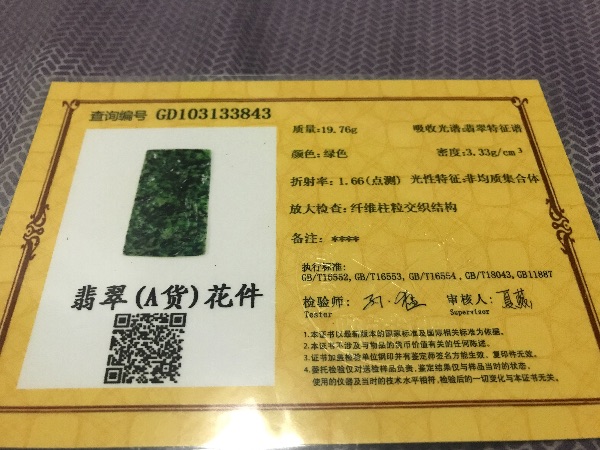 查询编号 GD103133843
质量:19.76g 吸收光谱:翡翠特征谱
颜色:绿色 密度:3.33g/cm³
折射率:1.66(点测) 光性特征:非均质集合体
放大检查:纤维柱粒交织结构
备注:****
执行标准:
GB/T15552,GB/T16553,GB/T16554,GB/T18043,GB11887
检验师:
Tester
审核人:
Supervisor
翡翠(A货)花件
1.本证书以最新版本的国家标准及国际相关标准为依据。
2.本证书不涉及与物品的货币价值有关的任何陈述。
3.证书加盖检验单位钢印并有鉴定师签名方能生效、复印件无效。
4.委托检验仅对送检样品负责,鉴定结果仅与样品当时的状态、
使用的仪器及当时的技术水平相符,检验后的一切变化与本证书无关。